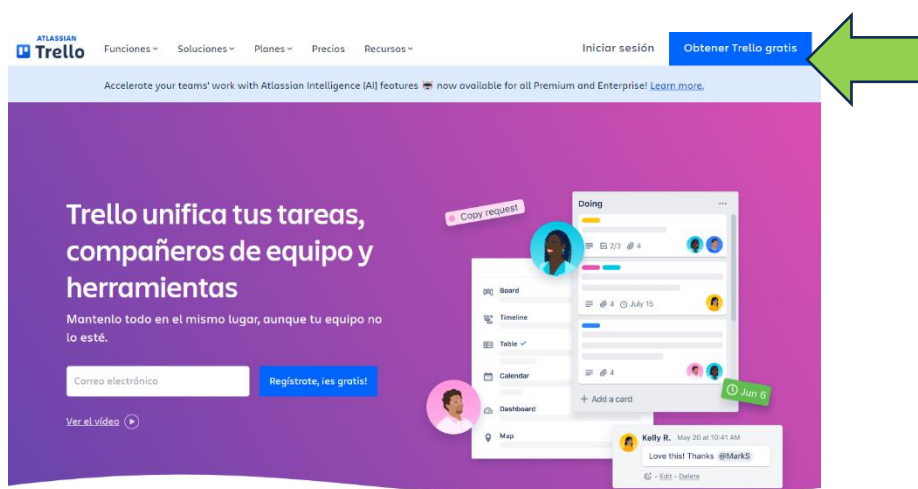 ATLASSIAN
Trello
Funciones
Soluciones
Planes
Precios
Recursos
Iniciar sesión
Obtener Trello gratis
Accelerate your teams' work with Atlassian Intelligence (AI) features now available for all Premium and Enterprise! Learn more.
Trello unifica tus tareas,
compañeros de equipo y
herramientas
Mantenlo todo en el mismo lugar, aunque tu equipo no
lo esté.
Correo electrónico
Regístrote, ¡es gratis!
Ver el vídeo
Copy request
Board
Timeline
Table
Calendar
Dashboard
Map
Doing
2/3
4
4
July 15
4
+ Add a card
Jun 6
Kelly R. May 20 at 10:41 AM
Love this! Thanks @MarkS
- Edit - Delete